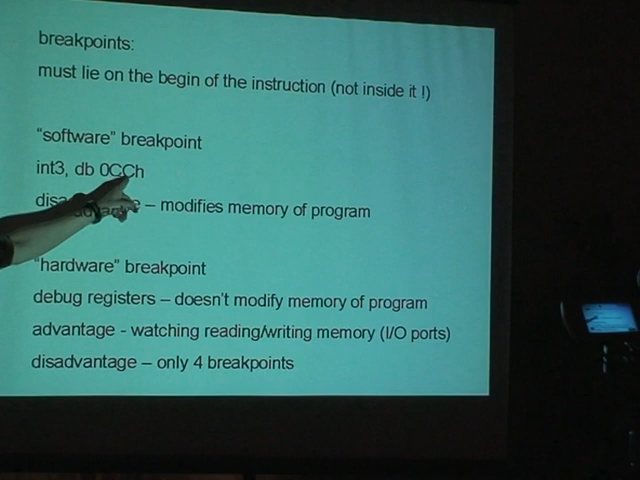 breakpoints:
must lie on the begin of the instruction (not inside it !)
“software” breakpoint
int3, db 0CCh
– modifies memory of program
“hardware” breakpoint
debug registers – doesn't modify memory of program
advantage - watching reading/writing memory (I/O ports)
disadvantage – only 4 breakpoints